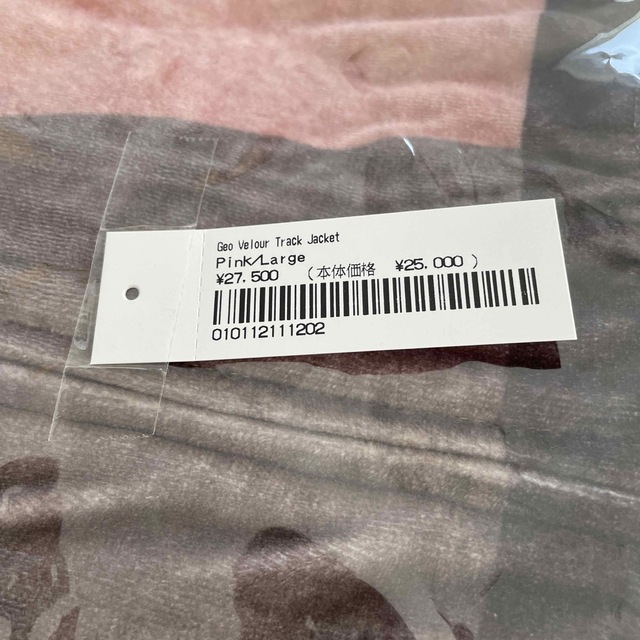 Geo Velour Track Jacket
Pink/Large
¥27.500 (本体価格 ¥25.000)
010112111202